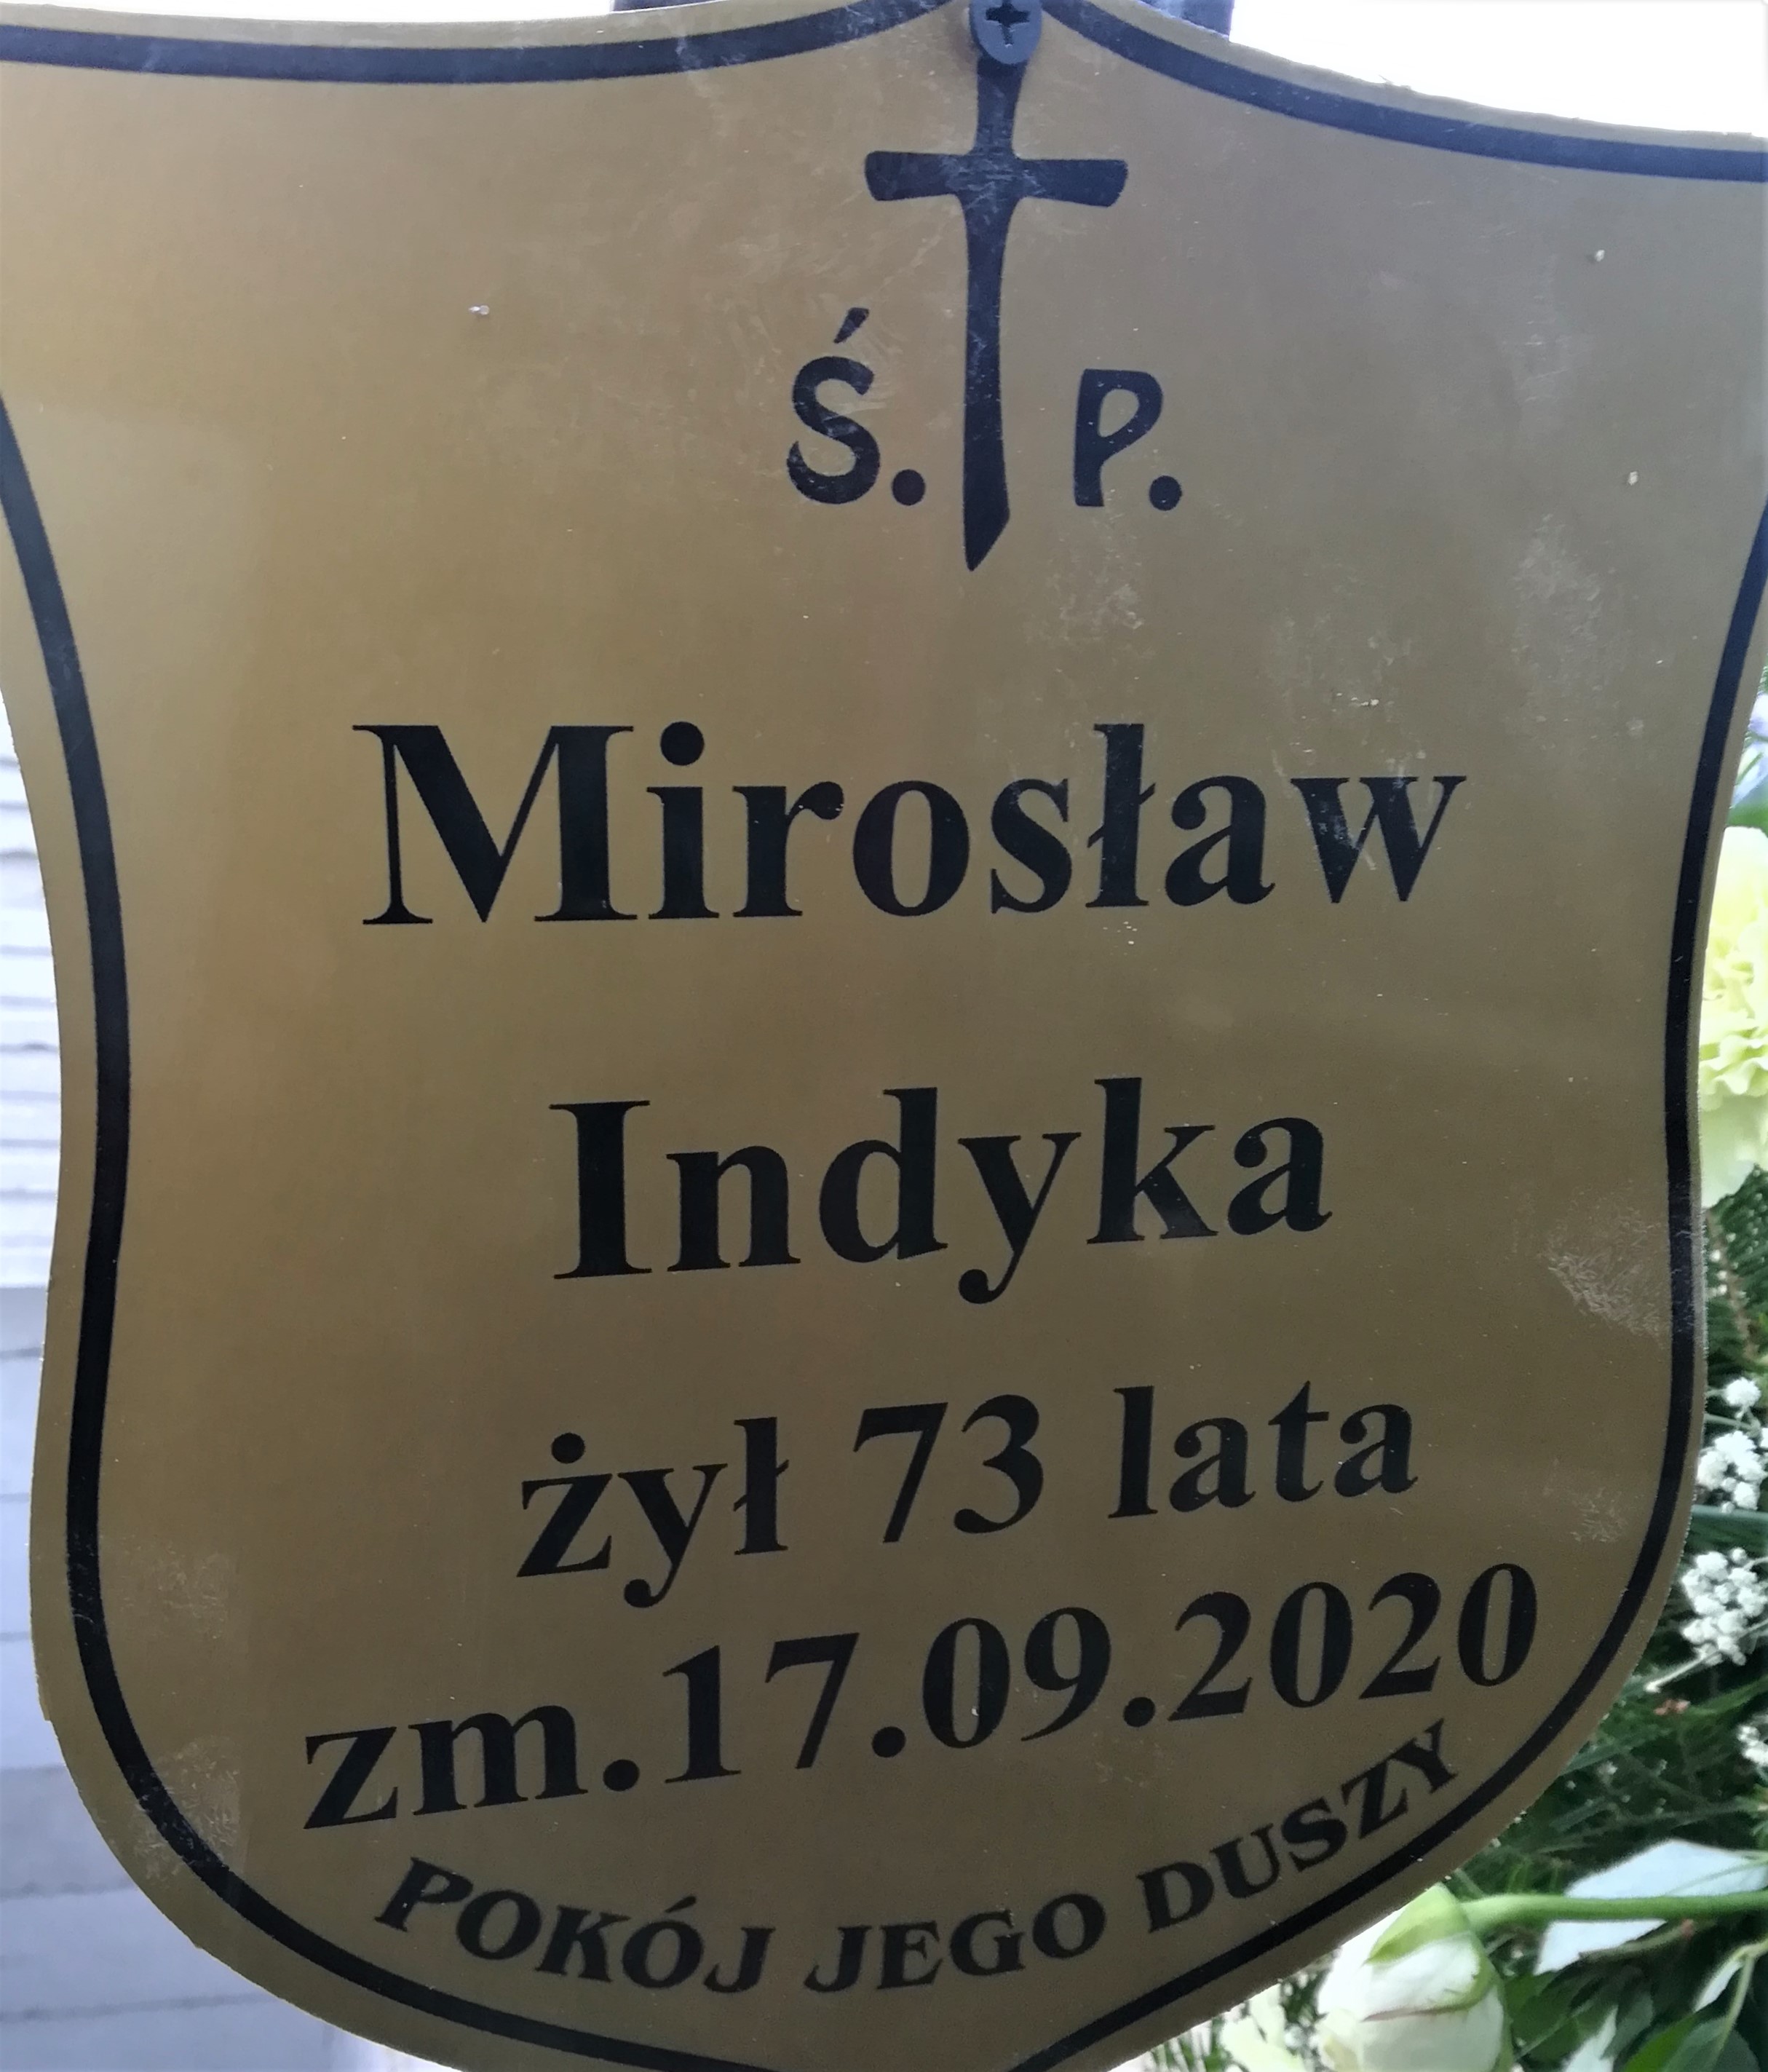 Ś. P.
Mirosław
Indyka
żył 73 lata
zm.17.09.2020
POKÓJ JEGO DUSZY